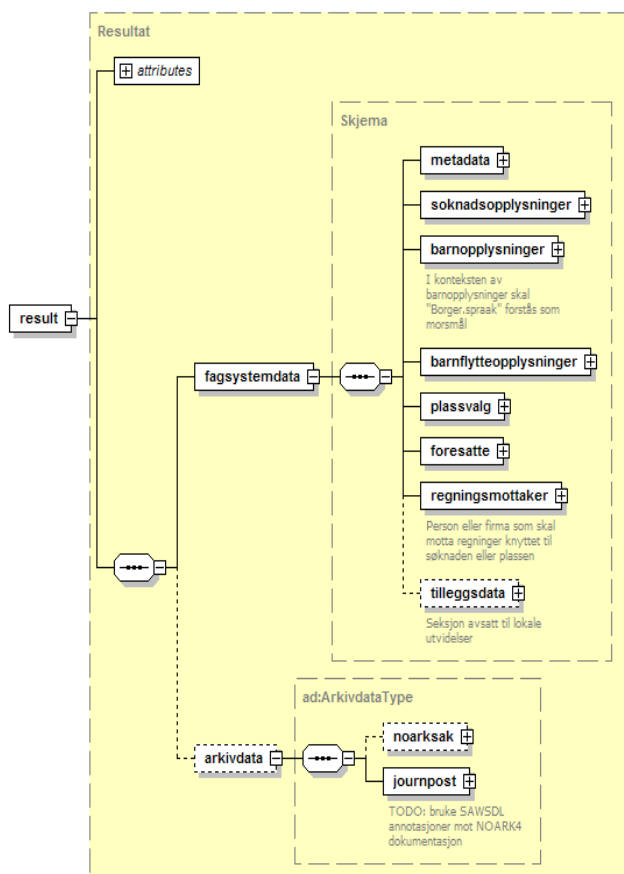 Resultat
attributes
Skjema
metadata
soknadsopplysninger
barnopplysninger
I konteksten av
barnopplysninger skal
"Borger.spraak" forstås som
morsmål
result
fagsystemdata
barnflytteopplysninger
plassvalg
foresatte
regningsmottaker
Person eller firma som skal
motta regninger knyttet til
søknaden eller plassen
tilleggsdata
Seksjon avsatt til lokale
utvidelser
ad:ArkivdataType
arkivdata
noarksak
journpost
TODO: bruke SAWSDL
annotasjoner mot NOARK4
dokumentasjon